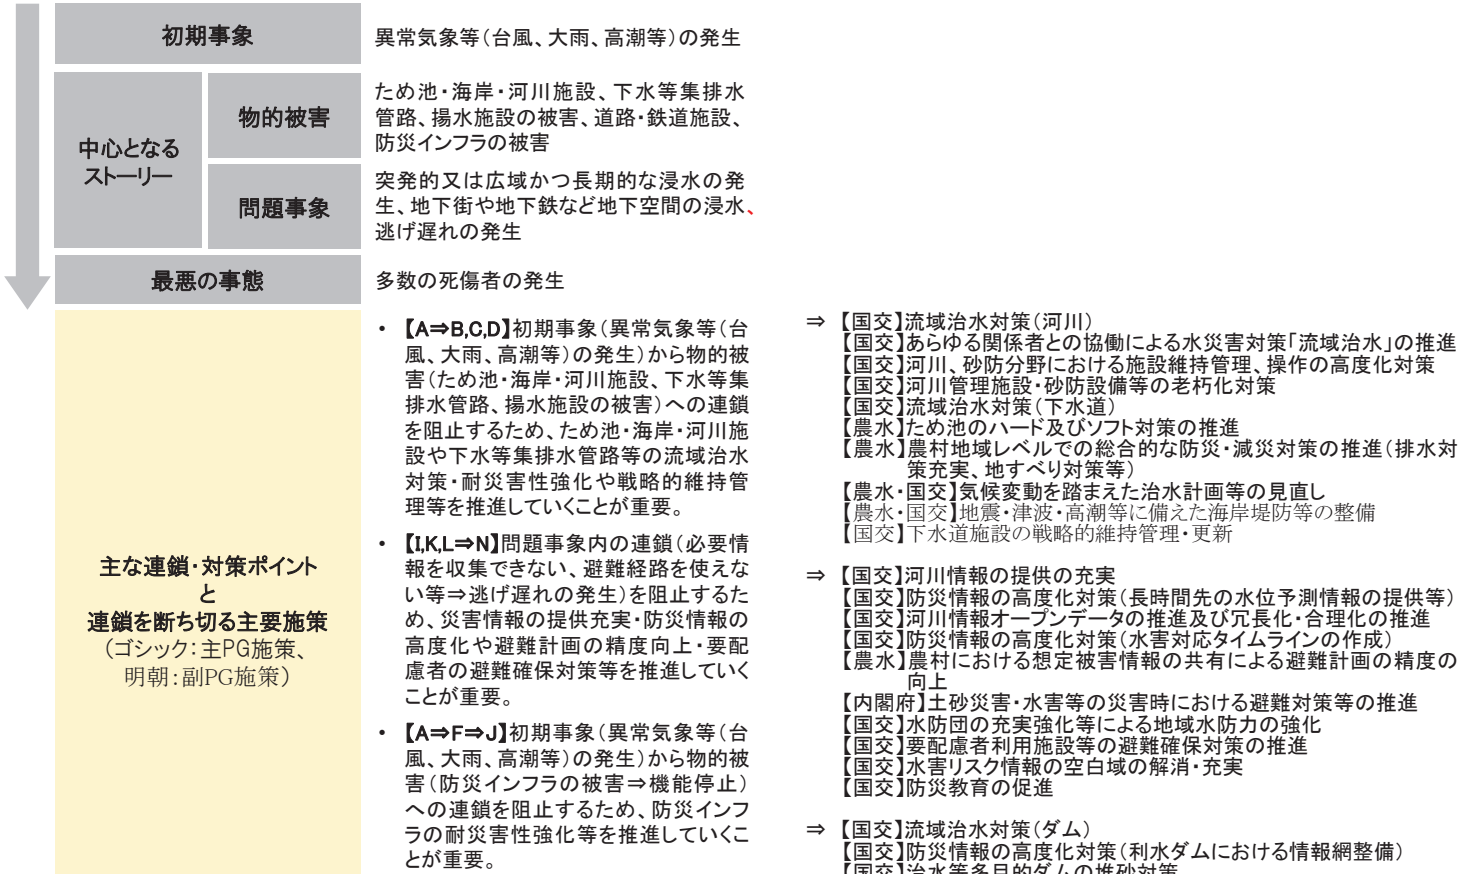 初期事象
異常気象等（台風、大雨、高潮等）の発生
中心となる
ストーリー
物的被害
ため池・海岸・河川施設、下水等集排水
管路、揚水施設の被害、道路・鉄道施設、
防災インフラの被害
問題事象
突発的又は広域かつ長期的な浸水の発
生、地下街や地下鉄など地下空間の浸水、
逃げ遅れの発生
最悪の事態
多数の死傷者の発生
主な連鎖・対策ポイント
と
連鎖を断ち切る主要施策
（ゴシック：主PG施策、
明朝：副PG施策）
・【A⇒B,C,D】初期事象（異常気象等（台
風、大雨、高潮等）の発生）から物的被
害（ため池・海岸・河川施設、下水等集
排水管路、揚水施設の被害）への連鎖
を阻止するため、ため池・海岸・河川施
設や下水等集排水管路等の流域治水
対策・耐災害性強化や戦略的維持管
理等を推進していくことが重要。
・【I,K,L⇒N】問題事象内の連鎖（必要情
報を収集できない、避難経路を使えな
い等⇒逃げ遅れの発生）を阻止するた
め、災害情報の提供充実・防災情報の
高度化や避難計画の精度向上・要配
慮者の避難確保対策等を推進していく
ことが重要。
・【A⇒F⇒J】初期事象（異常気象等（台
風、大雨、高潮等）の発生）から物的被
害（防災インフラの被害⇒機能停止）
への連鎖を阻止するため、防災インフ
ラの耐災害性強化等を推進していくこ
とが重要。
⇒ 【国交】流域治水対策（河川）
【国交】あらゆる関係者との協働による水災害対策「流域治水」の推進
【国交】河川、砂防分野における施設維持管理、操作の高度化対策
【国交】河川管理施設・砂防設備等の老朽化対策
【国交】流域治水対策（下水道）
【農水】ため池のハード及びソフト対策の推進
【農水】農村地域レベルでの総合的な防災・減災対策の推進（排水対
策充実、地すべり対策等）
【農水・国交】気候変動を踏まえた治水計画等の見直し
【農水・国交】地震・津波・高潮等に備えた海岸堤防等の整備
【国交】下水道施設の戦略的維持管理・更新
⇒ 【国交】河川情報の提供の充実
【国交】防災情報の高度化対策（長時間先の水位予測情報の提供等）
【国交】河川情報オープンデータの推進及び冗長化・合理化の推進
【国交】防災情報の高度化対策（水害対応タイムラインの作成）
【農水】農村における想定被害情報の共有による避難計画の精度の
向上
【内閣府】土砂災害・水害等の災害時における避難対策等の推進
【国交】水防団の充実強化等による地域水防力の強化
【国交】要配慮者利用施設等の避難確保対策の推進
【国交】水害リスク情報の空白域の解消・充実
【国交】防災教育の促進
⇒ 【国交】流域治水対策（ダム）
【国交】防災情報の高度化対策（利水ダムにおける情報網整備）
【国交】治水等多目的ダムの堆砂対策